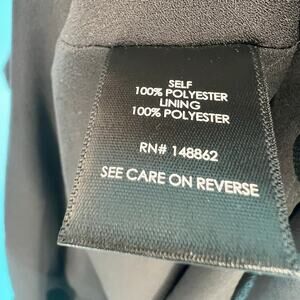 SELF
100% POLYESTER
LINING
100% POLYESTER
RN# 148862
SEE CARE ON REVERSE